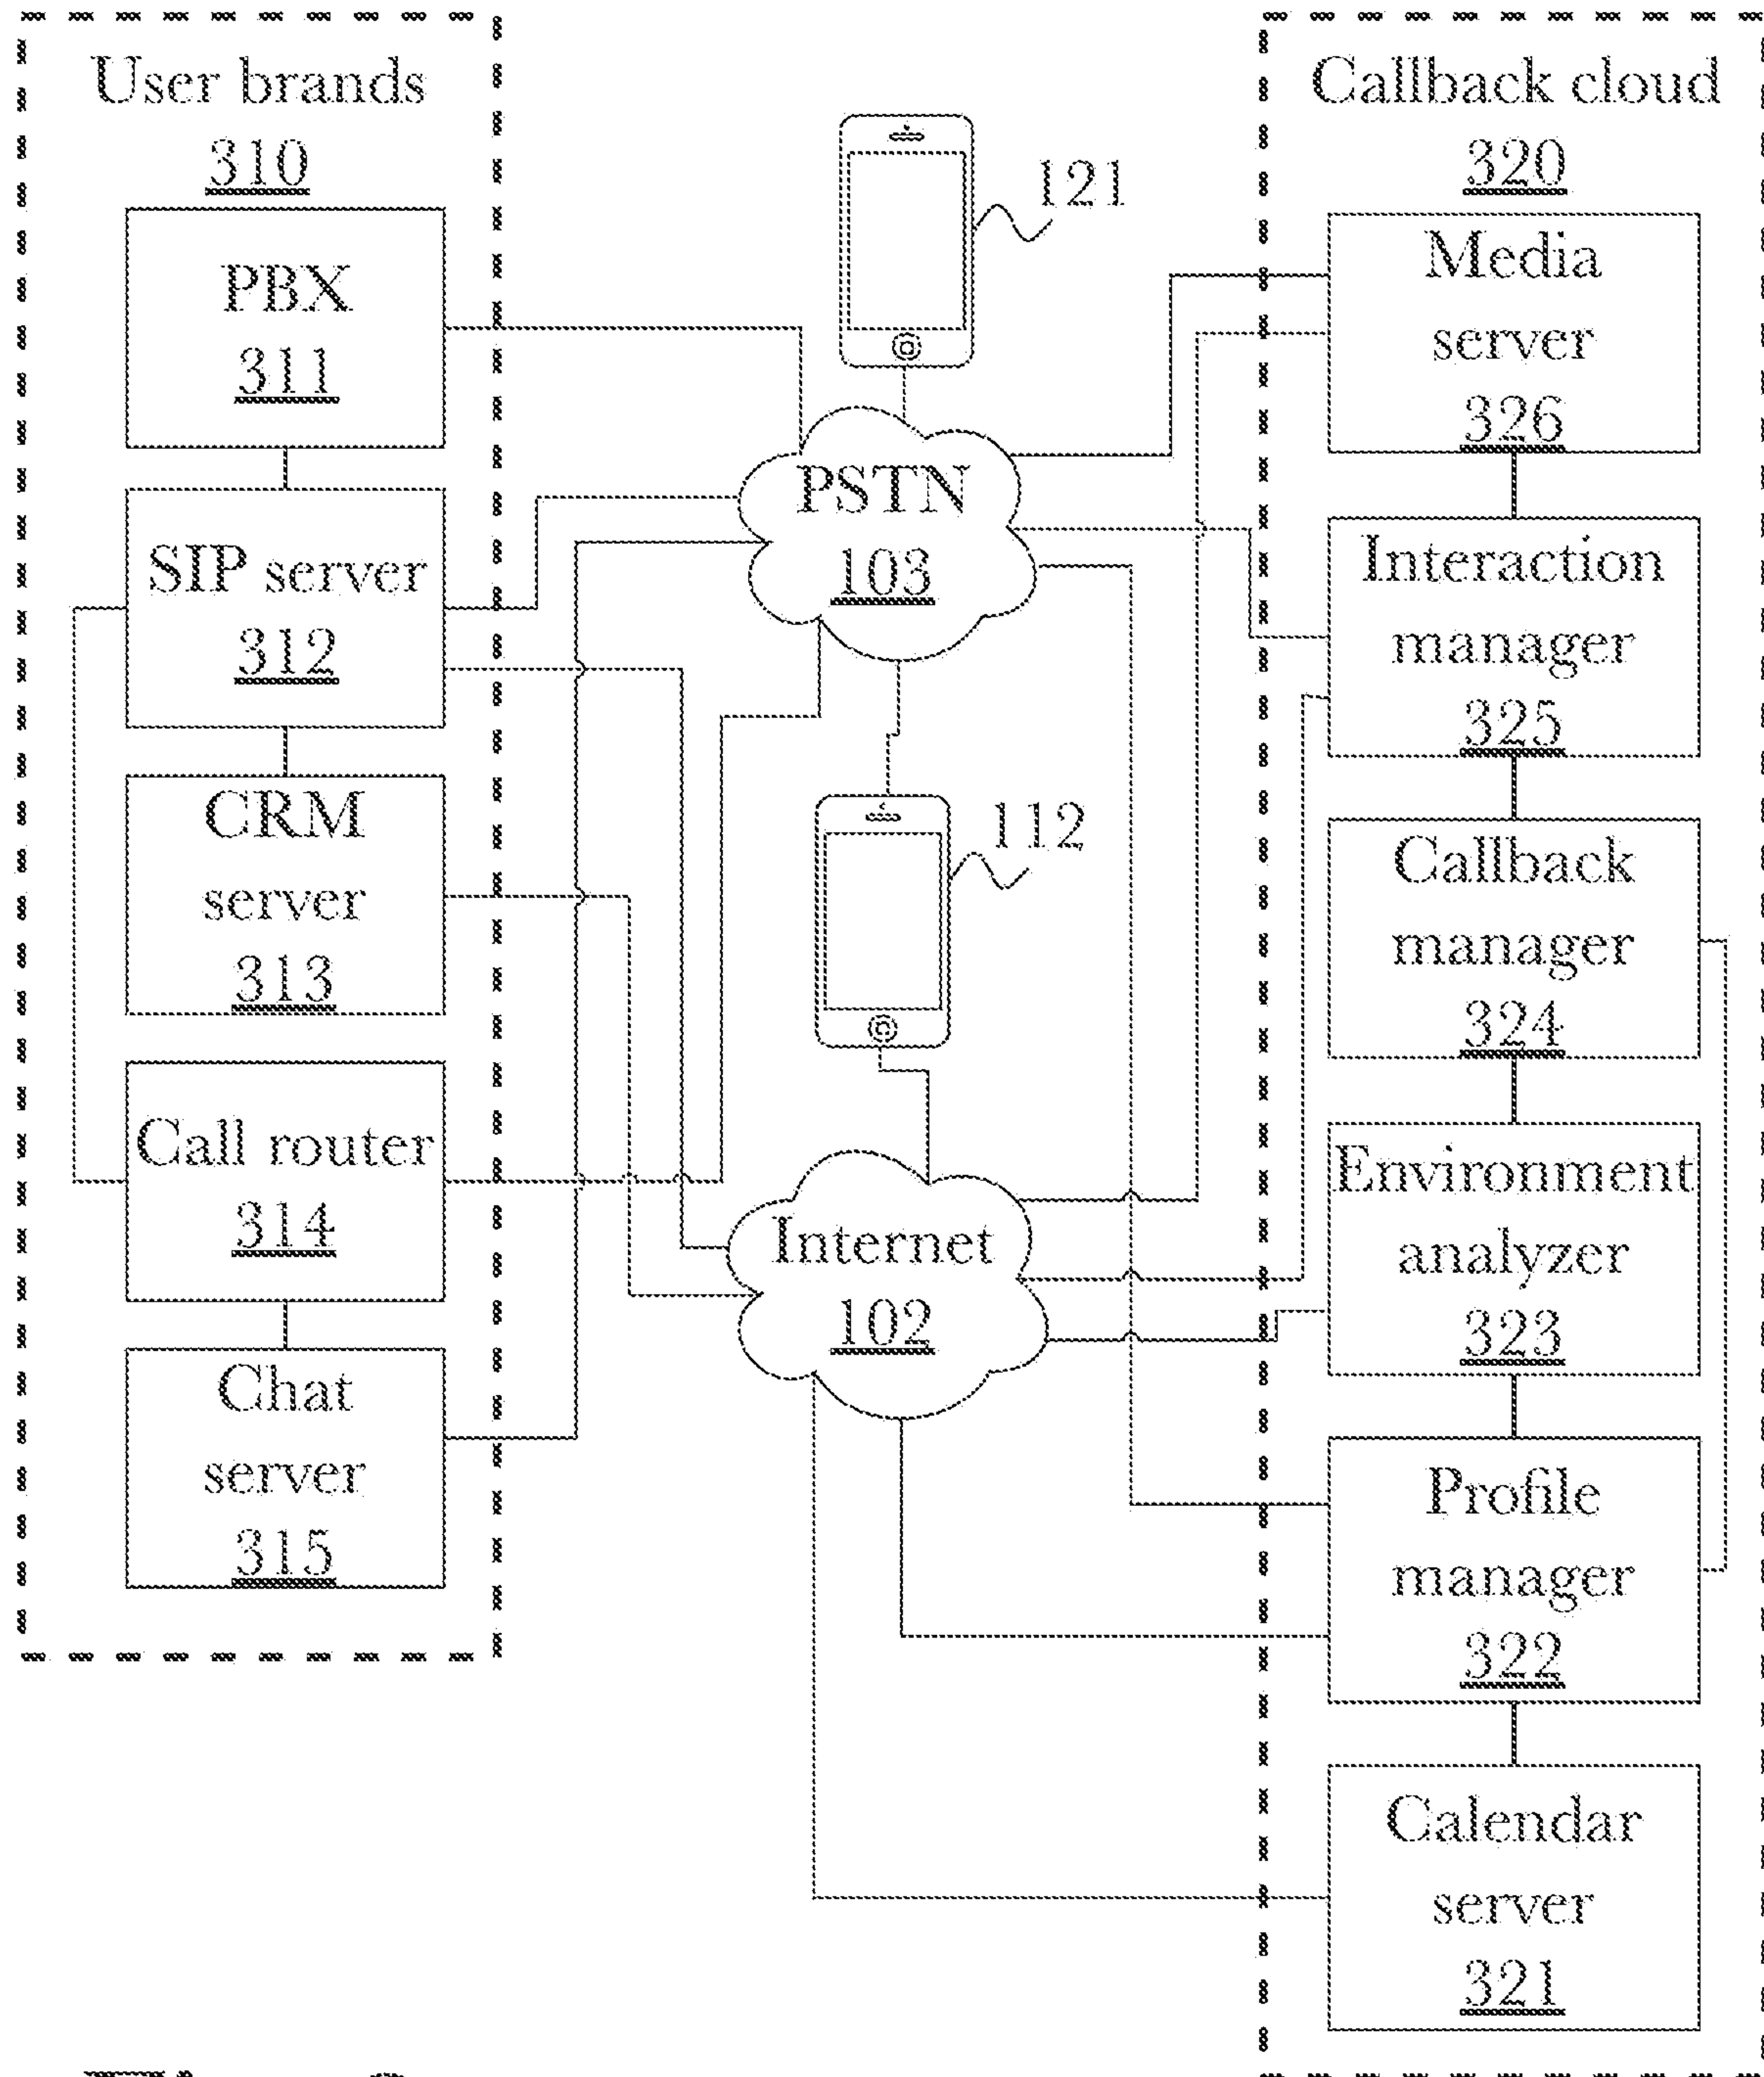 User brands
310
PBX
311
SIP server
312
CRM
server
313
Call router
314
Chat
server
315
121
PSTN
103
112
Internet
102
Callback cloud
320
Media
server
326
Interaction
manager
325
Callback
manager
324
Environment
analyzer
323
Profile
manager
322
Calendar
server
321